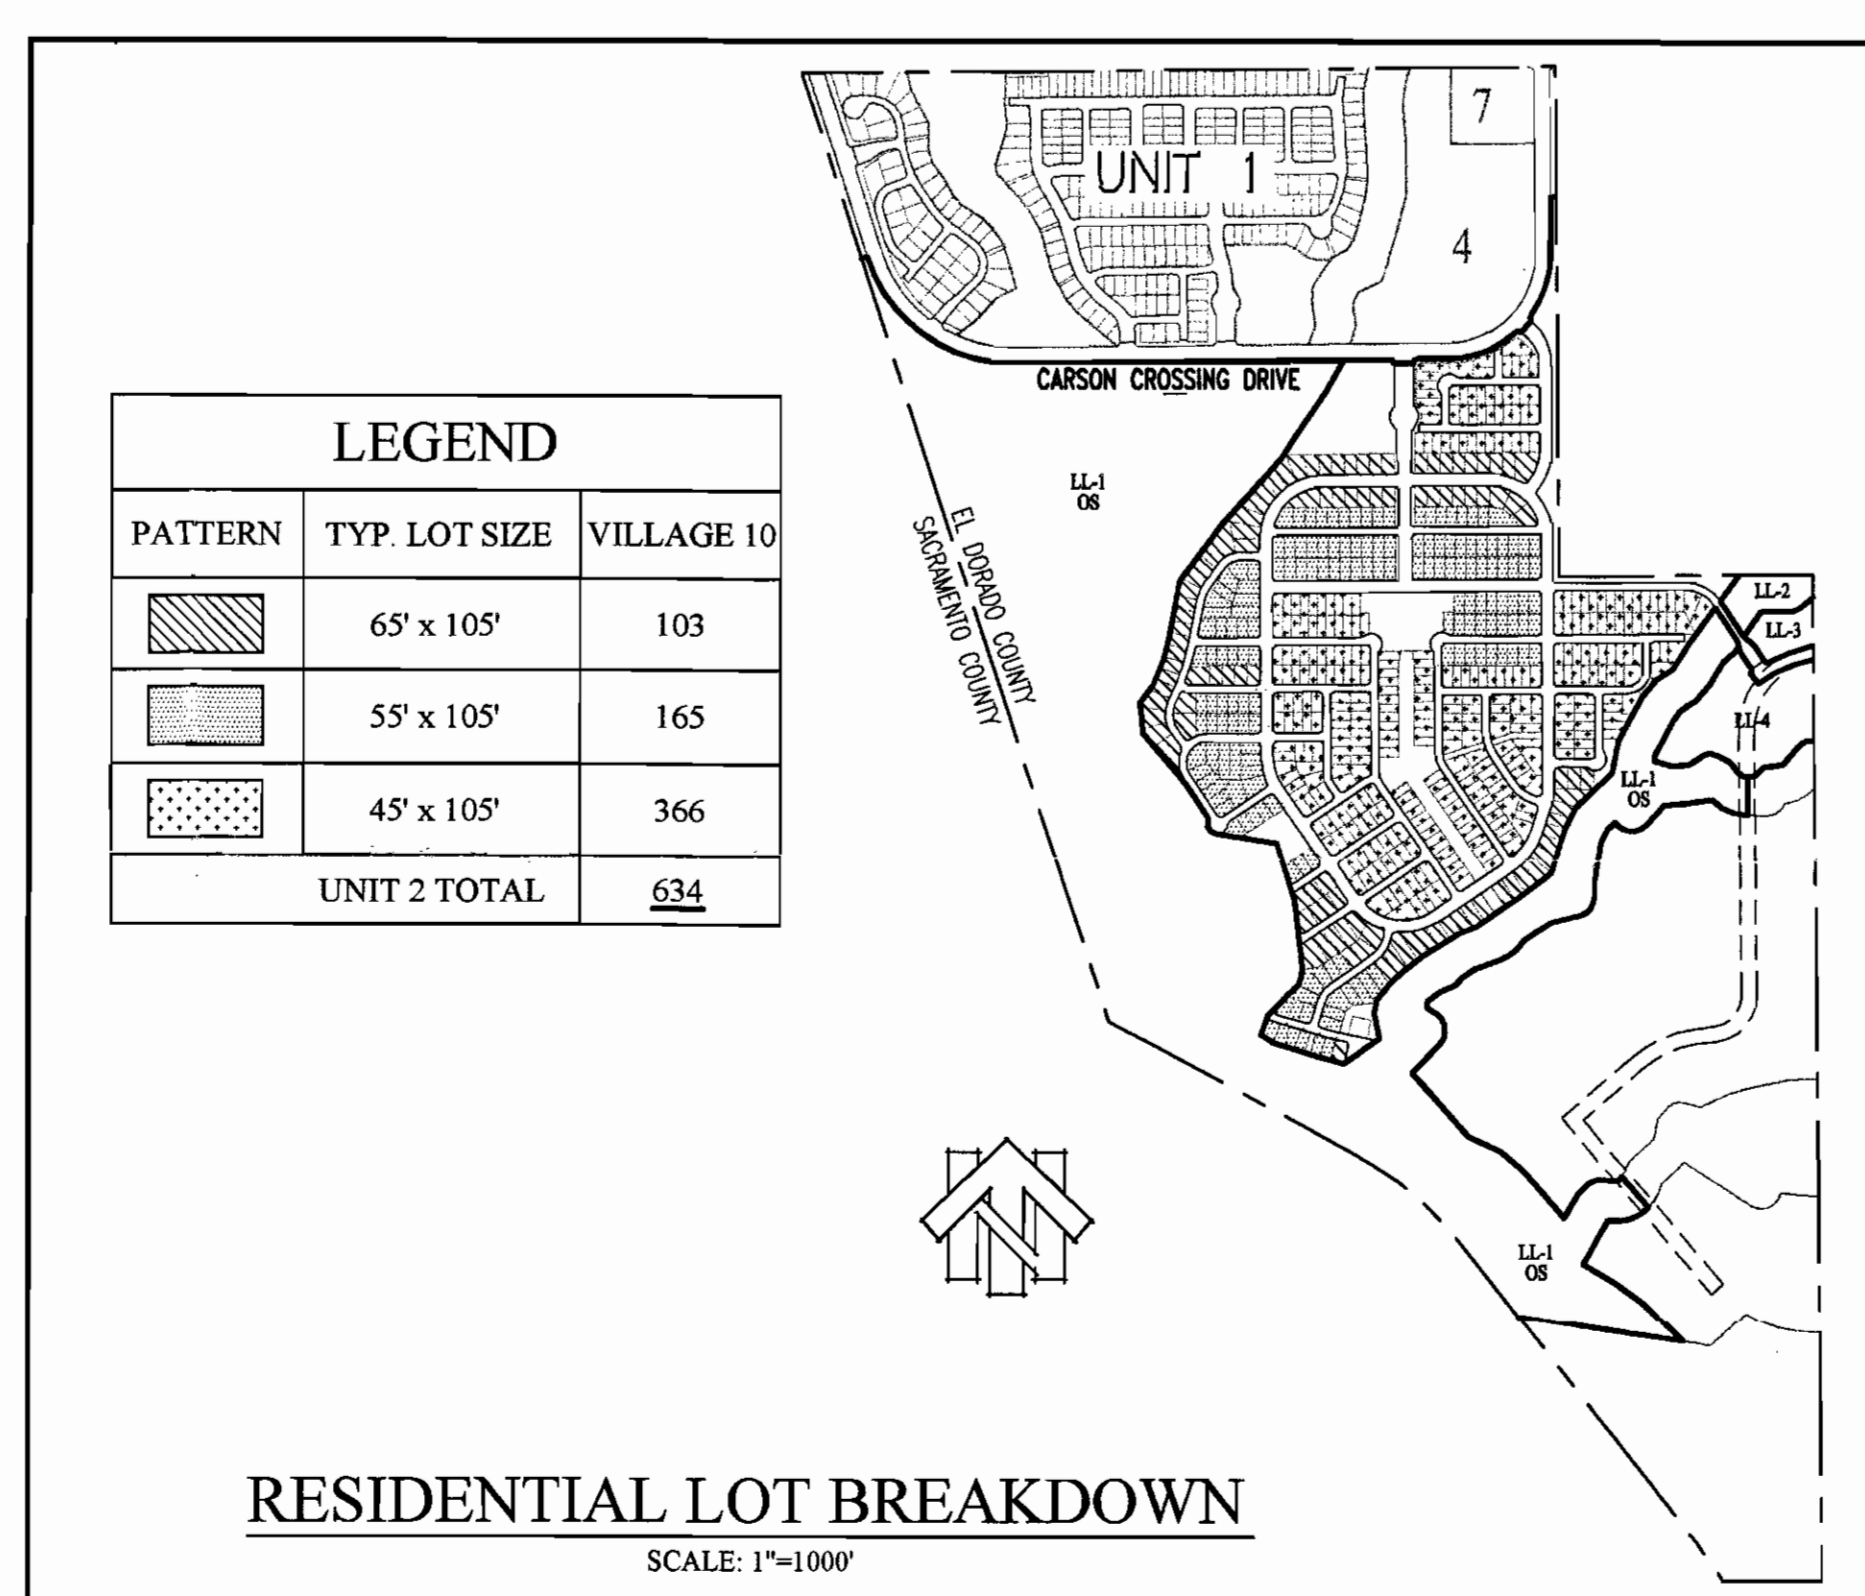 7
UNIT 1
4
CARSON CROSSING DRIVE
LEGEND
PATTERN TYP. LOT SIZE VILLAGE 10
65' x 105' 103
55' x 105' 165
45' x 105' 366
UNIT 2 TOTAL 634
LL-1
OS
EL DORADO COUNTY
SACRAMENTO COUNTY
LL-2
LL-3
LL-4
LL-1
OS
N
LL-1
OS
RESIDENTIAL LOT BREAKDOWN
SCALE: 1"=1000'